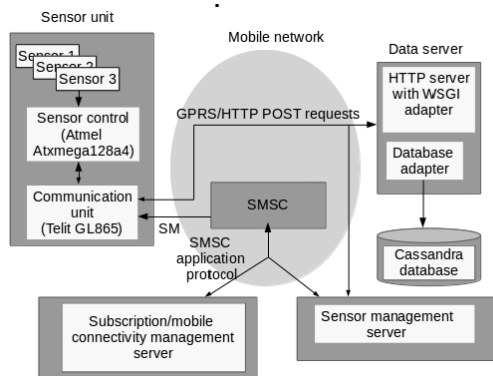 Sensor unit
Mobile network
Data server
Sensor 1
Sensor 2
Sensor 3
HTTP server
with WSGI
adapter
GPRS/HTTP POST requests
Sensor control
(Atmel
Atxmega128a4)
Database
adapter
Communication
unit
(Telit GL865)
SMSC
SM
SMSC
application
protocol
Cassandra
database
Subscription/mobile
connectivity management
server
Sensor management
server